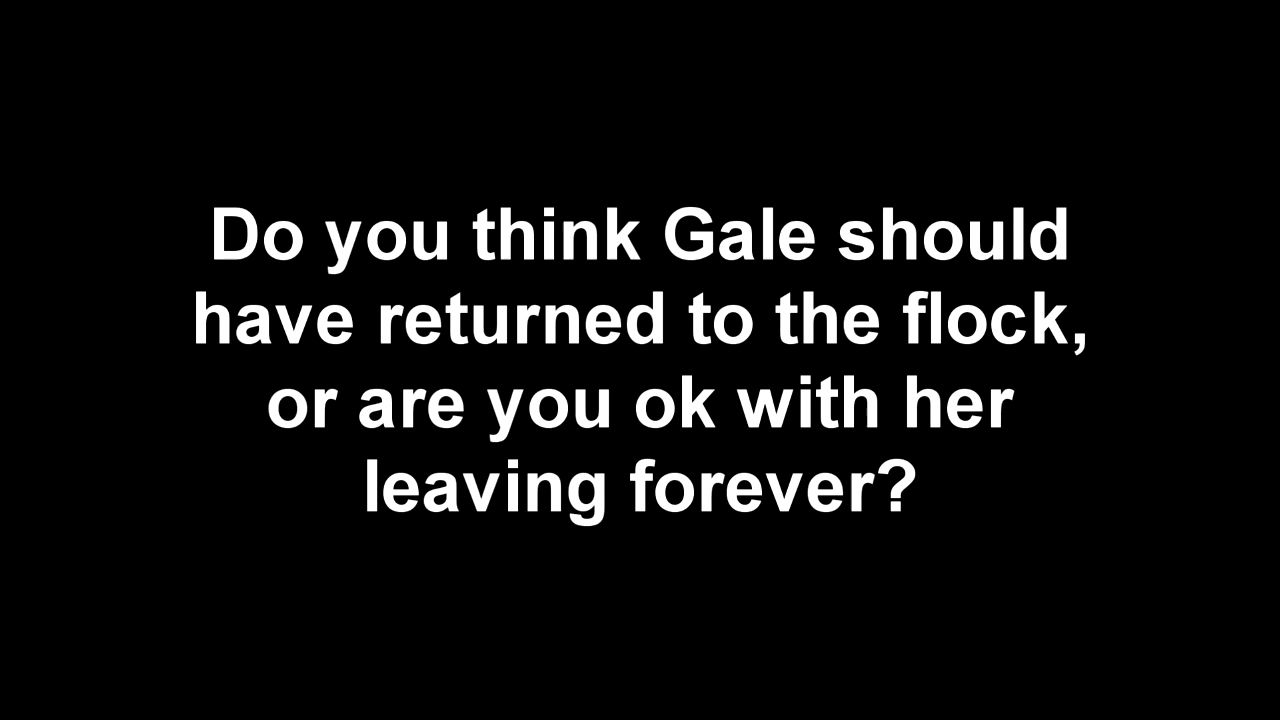 Do you think Gale should
have returned to the flock,
or are you ok with her
leaving forever?